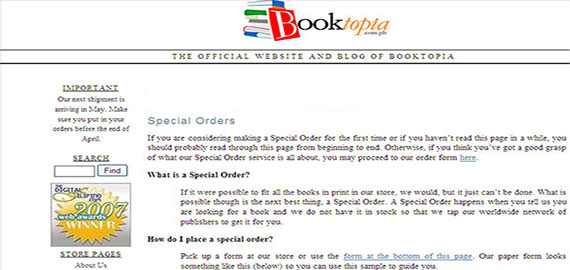 Booktopia
.com.ph
THE OFFICIAL WEBSITE AND BLOG OF BOOKTOPIA
IMPORTANT
Our next shipment is
arriving in May. Make
sure you put in your
orders before the end of
April.
SEARCH
Find
DIGITAL
FILIPINO
web awards
2007
WINNER
STORE PAGES
About Us
Special Orders
If you are considering making a Special Order for the first time or if you haven't read this page in a while, you
should probably read through this page from beginning to end. Otherwise, if you think you've got a good grasp
of what our Special Order service is all about, you may proceed to our order form here.
What is a Special Order?
If it were possible to fit all the books in print in our store, we would, but it just can't be done. What is
possible though is the next best thing, a Special Order. A Special Order happens when you tell us you
are looking for a book and we do not have it in stock so that we tap our worldwide network of
publishers to get it for you.
How do I place a special order?
Pick up a form at our store or use the form at the bottom of this page. Our paper form looks
something like this (below) so you can use this sample to guide you.